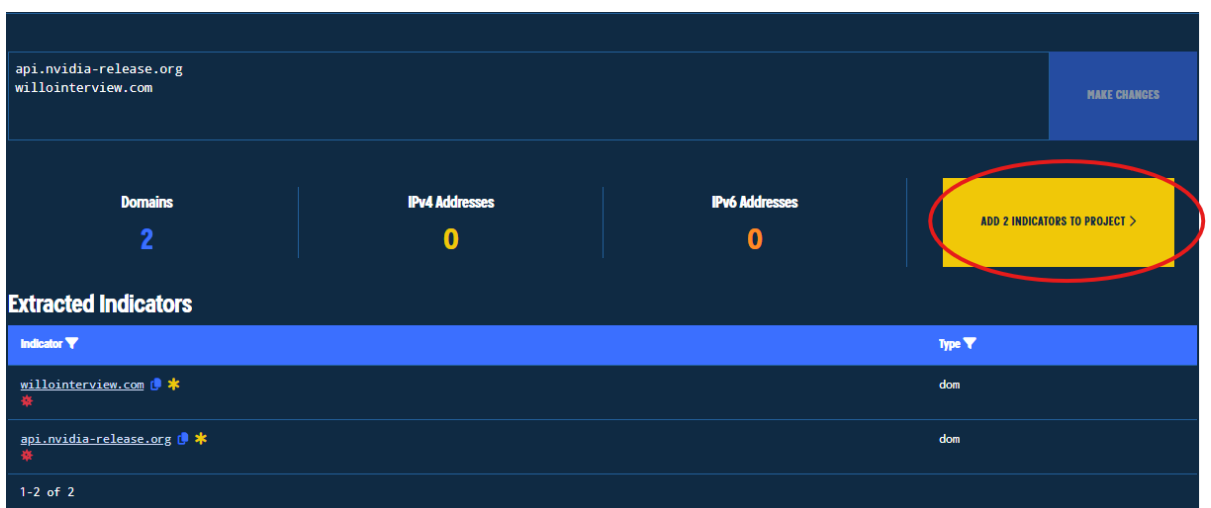 api.nvidia-release.org
willointerview.com
MAKE CHANGES
Domains
2
IPv4 Addresses
0
IPv6 Addresses
0
ADD 2 INDICATORS TO PROJECT >
Extracted Indicators
Indicator Type
willointerview.com dom
api.nvidia-release.org dom
1-2 of 2